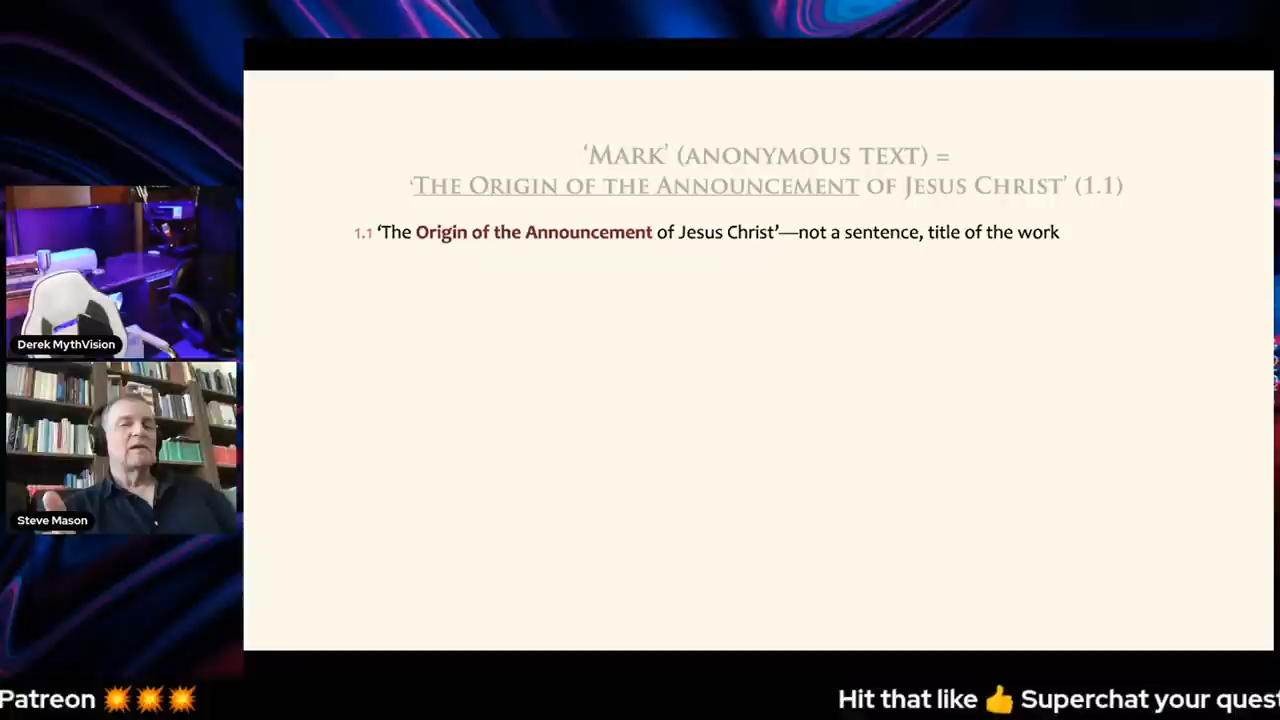 ‘Mark’ (anonymous text) =
‘The Origin of the Announcement of Jesus Christ’ (1.1)
1.1 ‘The Origin of the Announcement of Jesus Christ’—not a sentence, title of the work
Derek MythVision
Steve Mason
Patreon 💥💥💥
Hit that like 👍 Superchat your quest